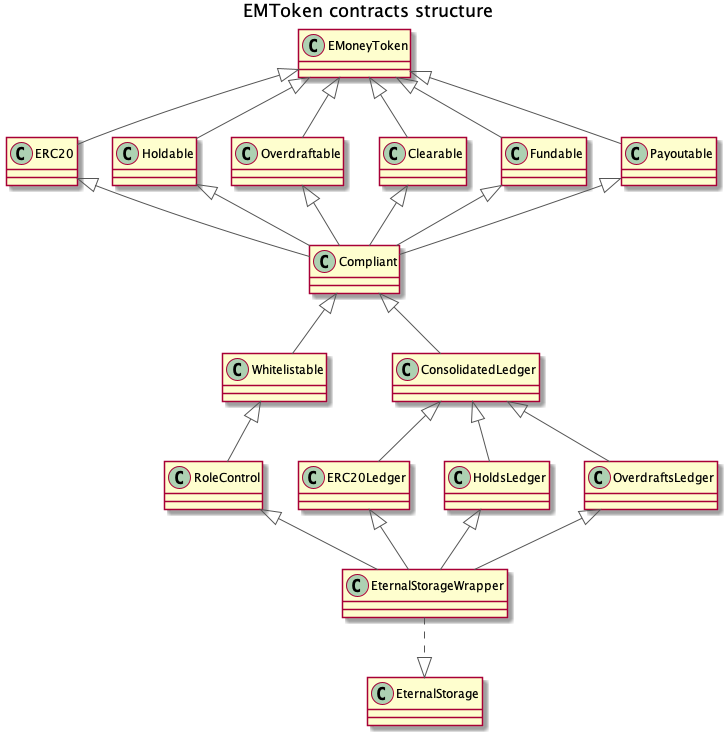 EMToken contracts structure
C EMoneyToken
C ERC20
C Holdable
C Overdraftable
C Clearable
C Fundable
C Payoutable
C Compliant
C Whitelistable
C ConsolidatedLedger
C RoleControl
C ERC20Ledger
C HoldsLedger
C OverdraftsLedger
C EternalStorageWrapper
C EternalStorage